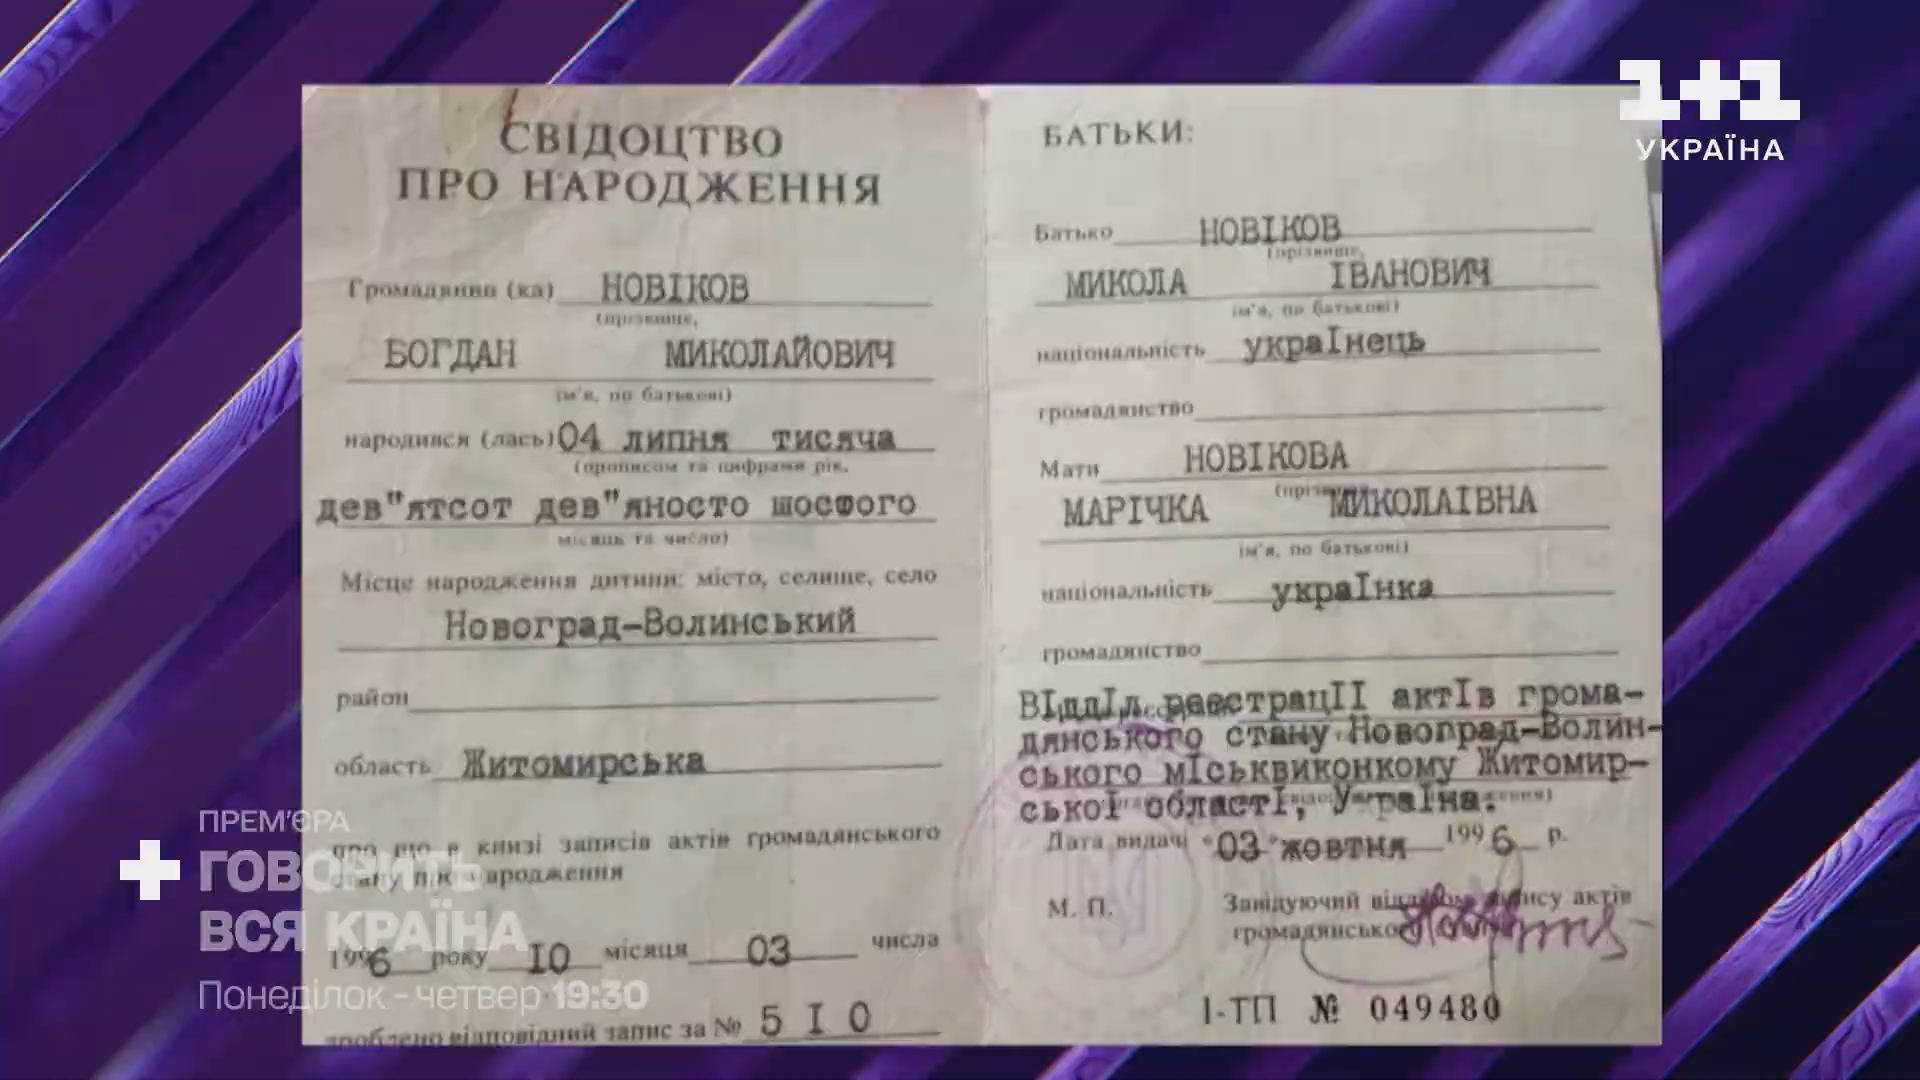 1+1
УКРАЇНА
СВІДОЦТВО
ПРО НАРОДЖЕННЯ
Громадянин (ка) НОВІКОВ
(прізвище,
БОГДАН МИКОЛАЙОВИЧ
ім'я, по батькові)
народився (лась) 04 липня тисяча
(прописом та цифрами рік,
дев"ятсот дев"яносто шостого
місяць та число)
Місце народження дитини: місто, селище, село
Новоград-Волинський
район
область Житомирська
про що в книзі записів актів громадянського
стану про народження
1996 року 10 місяця 03 числа
зроблено відповідний запис за № 5 I 0
БАТЬКИ:
Батько НОВІКОВ
(прізвище,
МИКОЛА ІВАНОВИЧ
ім'я, по батькові)
національність украІнець
громадянство
Мати НОВІКОВА
МАРІЧКА МИКОЛАІВНА
ім'я, по батькові)
національність украІнка
громадянство
ВІддІл реєстрацІІ актІв грома-
дянського стану Новоград-Волин-
ського мІськвиконкому Житомир-
ської областІ, УкраІна.
Дата видачі "03" жовтня 1996 р.
М. П.
Завідуючий відділом запису актів
громадянського
І-ТП № 049480
ПРЕМ'ЄРА
ГОВОРИТЬ
ВСЯ КРАЇНА
Понеділок - четвер 19:30